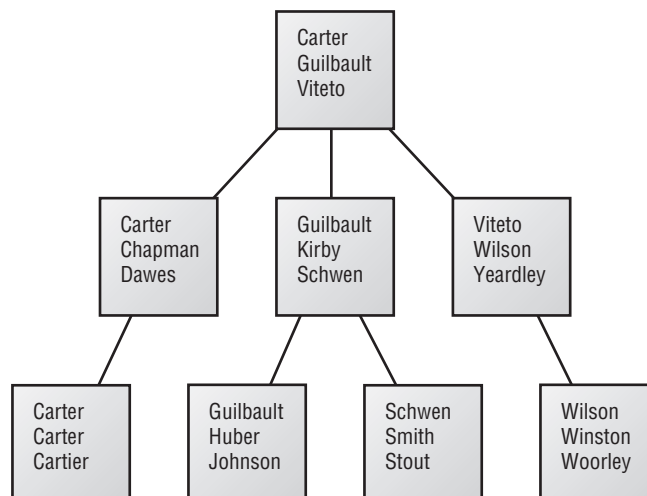 Carter
Guilbault
Viteto
Carter
Chapman
Dawes
Guilbault
Kirby
Schwen
Viteto
Wilson
Yeardley
Carter
Carter
Cartier
Guilbault
Huber
Johnson
Schwen
Smith
Stout
Wilson
Winston
Woorley